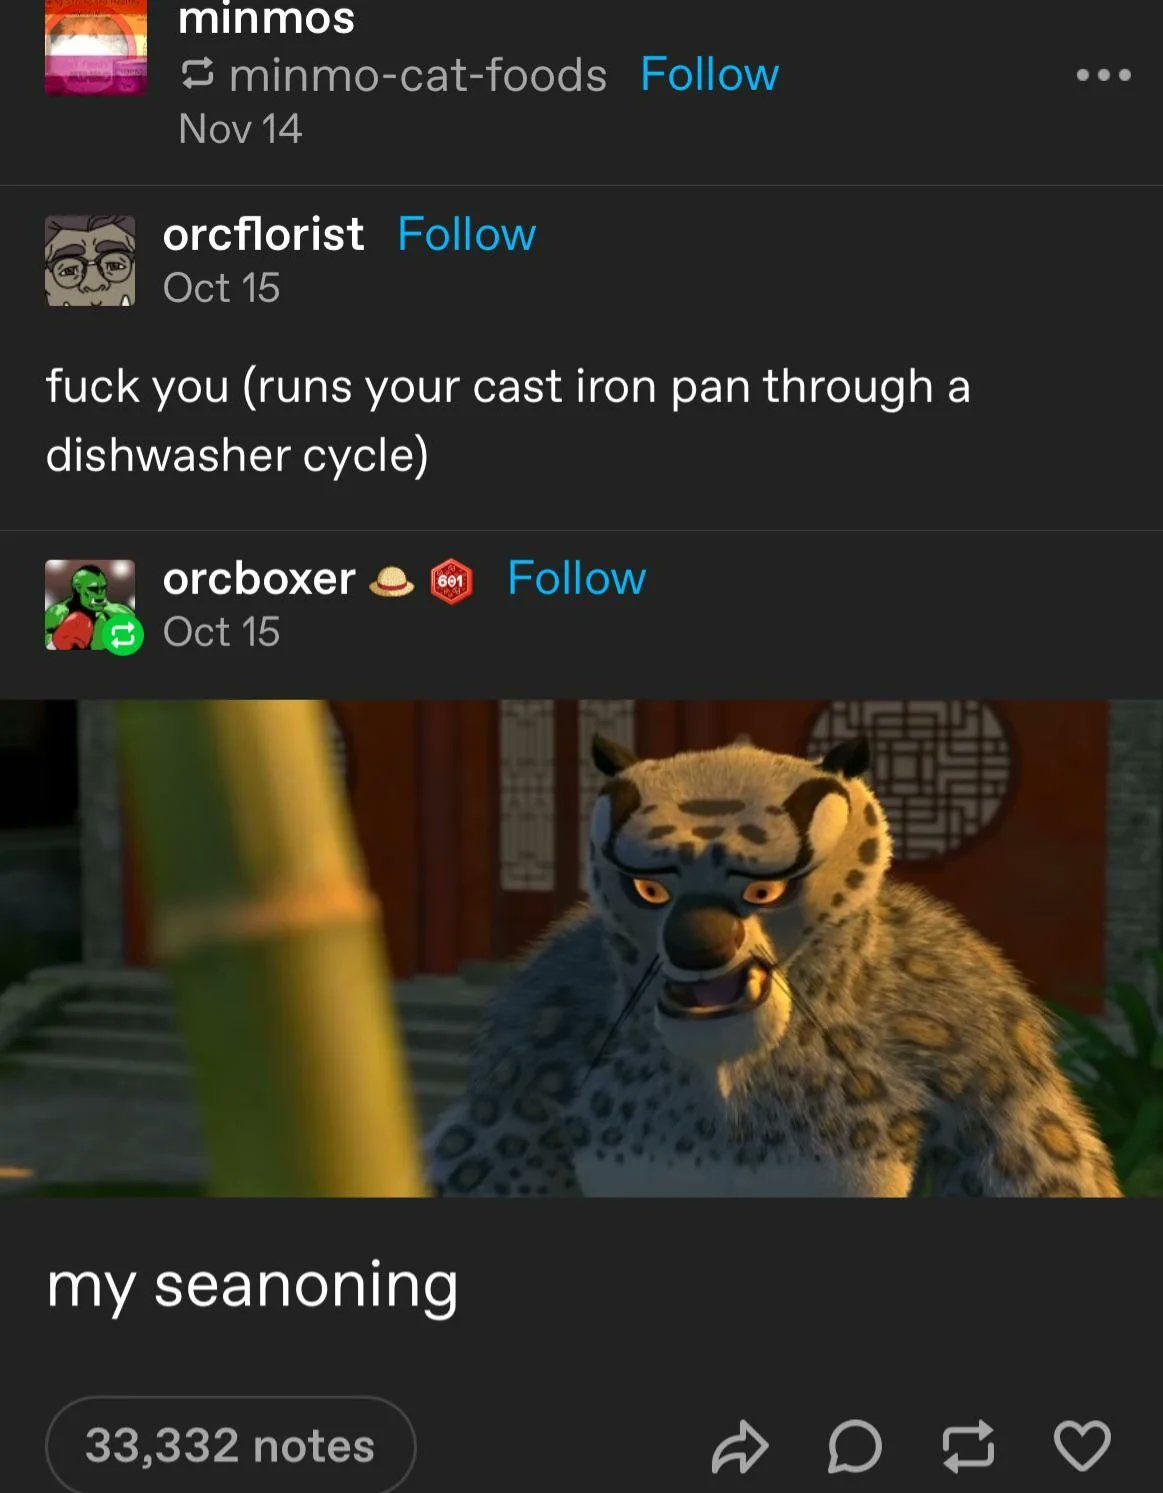 minmos
minmo-cat-foods Follow
Nov 14
orcflorist Follow
Oct 15
fuck you (runs your cast iron pan through a
dishwasher cycle)
orcboxer 601 Follow
Oct 15
my seanoning
33,332 notes